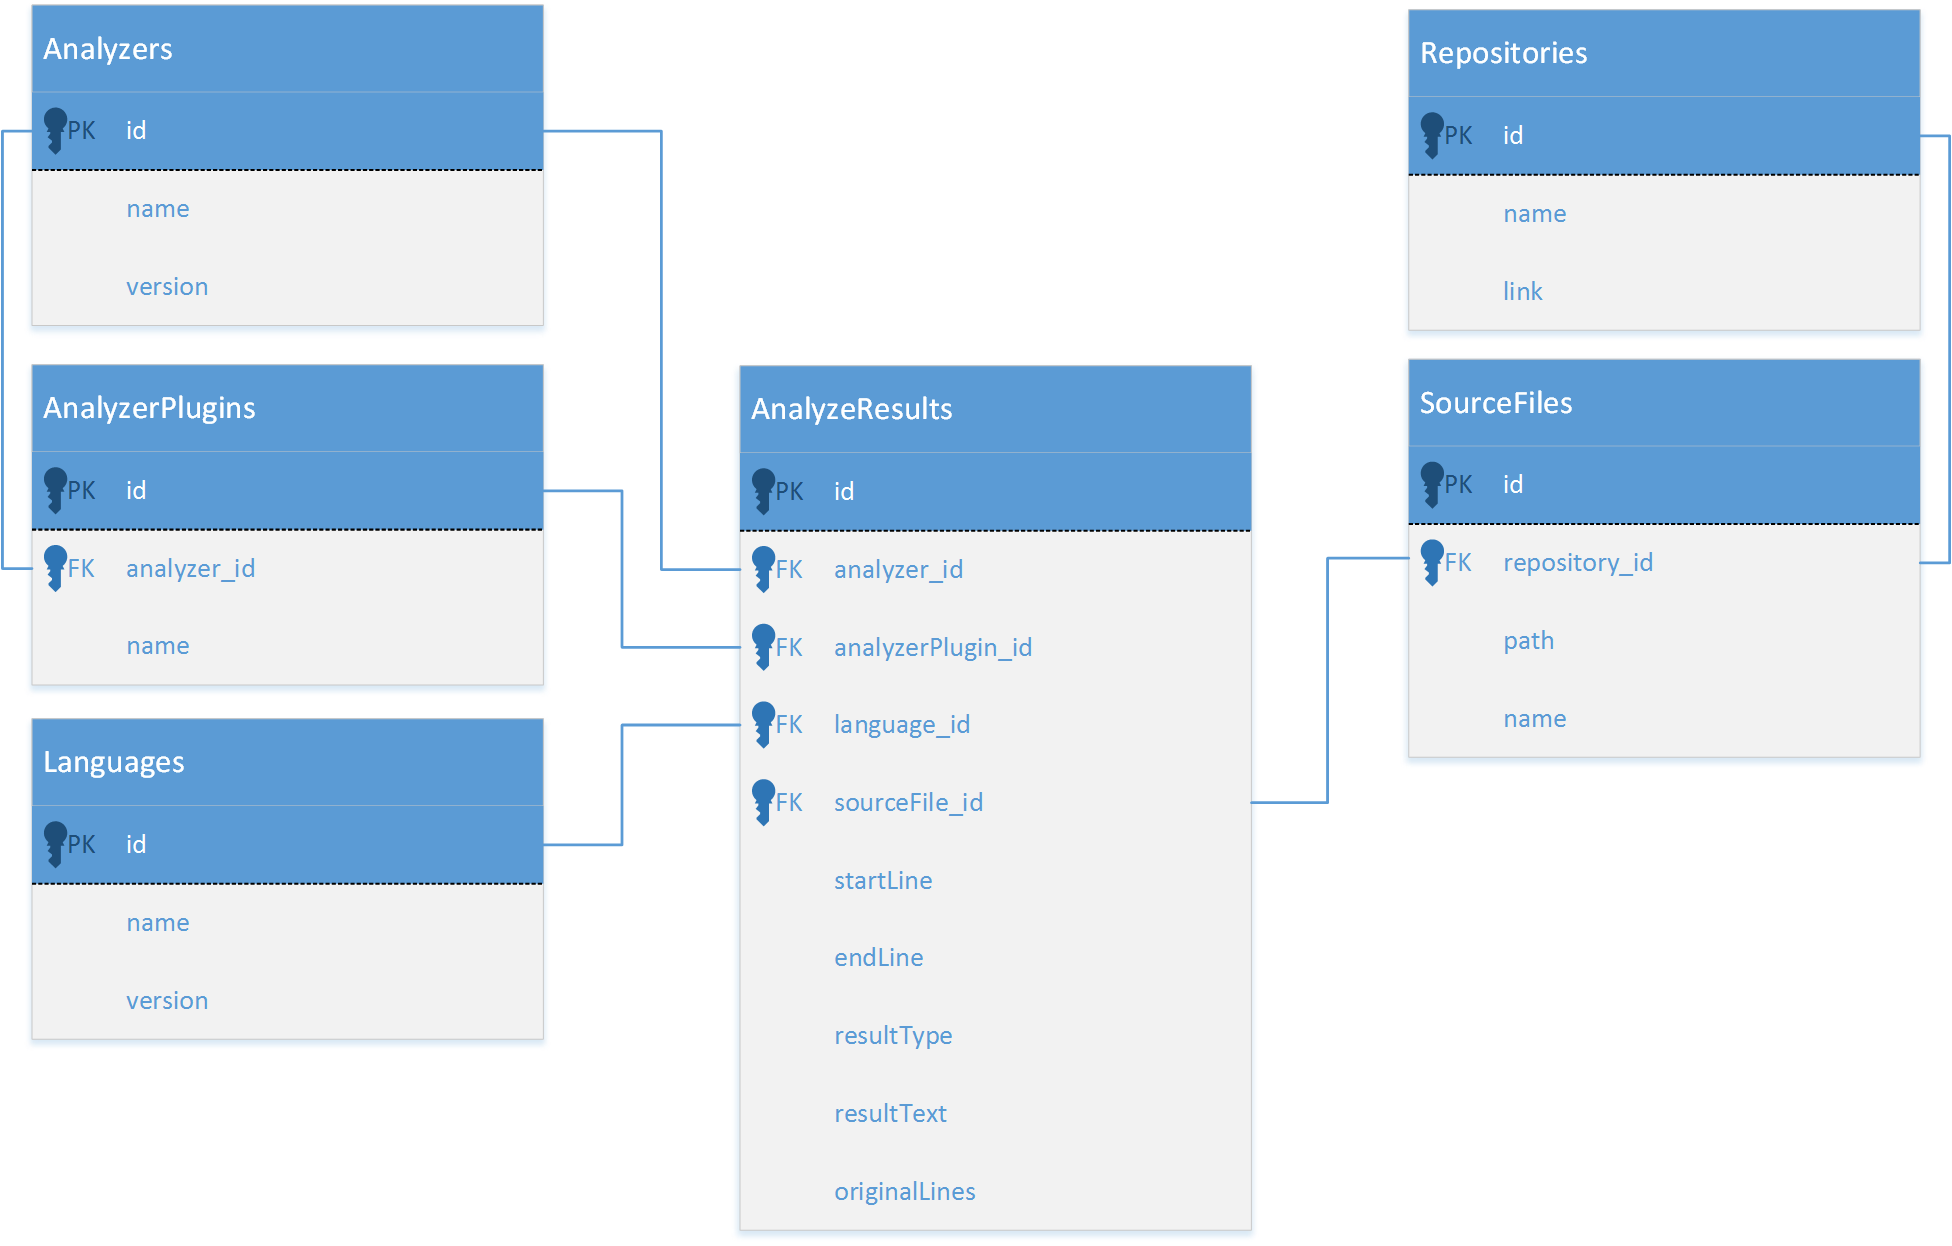 Analyzers
PK id
name
version
AnalyzerPlugins
PK id
FK analyzer_id
name
Languages
PK id
name
version
AnalyzeResults
PK id
FK analyzer_id
FK analyzerPlugin_id
FK language_id
FK sourceFile_id
startLine
endLine
resultType
resultText
originalLines
Repositories
PK id
name
link
SourceFiles
PK id
FK repository_id
path
name